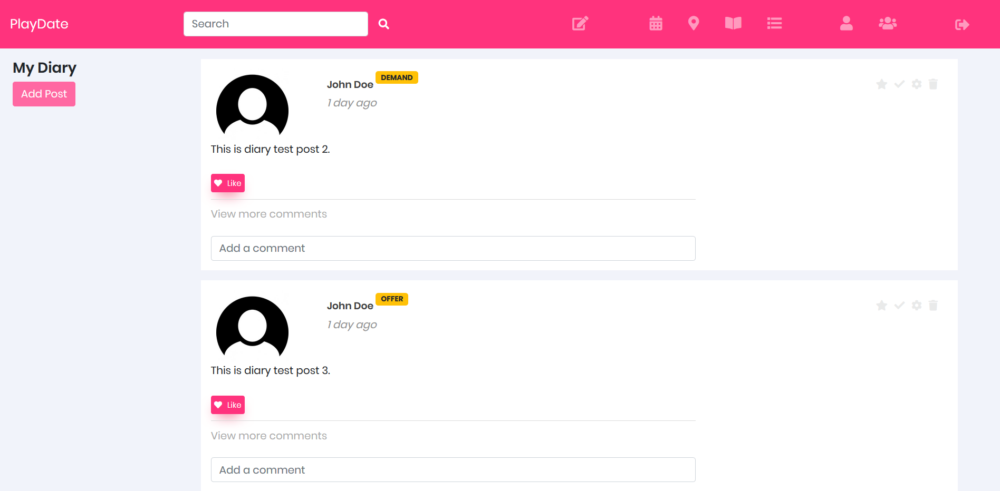 PlayDate
Search
My Diary
Add Post
John Doe DEMAND
1 day ago
This is diary test post 2.
Like
View more comments
Add a comment
John Doe OFFER
1 day ago
This is diary test post 3.
Like
View more comments
Add a comment